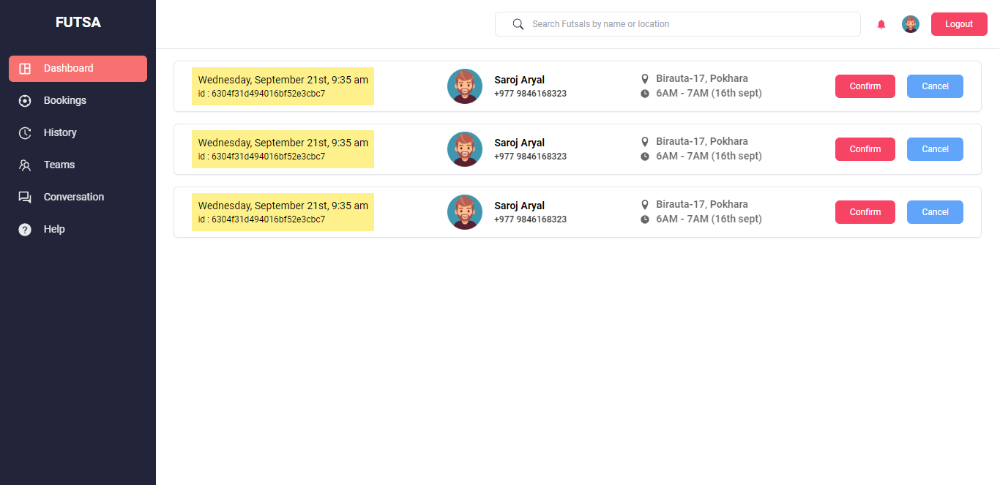 FUTSA
Search Futsals by name or location
Logout
Dashboard
Bookings
History
Teams
Conversation
Help
Wednesday, September 21st, 9:35 am
id : 6304f31d494016bf52e3cbc7
Saroj Aryal
+977 9846168323
Birauta-17, Pokhara
6AM - 7AM (16th sept)
Confirm
Cancel
Wednesday, September 21st, 9:35 am
id : 6304f31d494016bf52e3cbc7
Saroj Aryal
+977 9846168323
Birauta-17, Pokhara
6AM - 7AM (16th sept)
Confirm
Cancel
Wednesday, September 21st, 9:35 am
id : 6304f31d494016bf52e3cbc7
Saroj Aryal
+977 9846168323
Birauta-17, Pokhara
6AM - 7AM (16th sept)
Confirm
Cancel